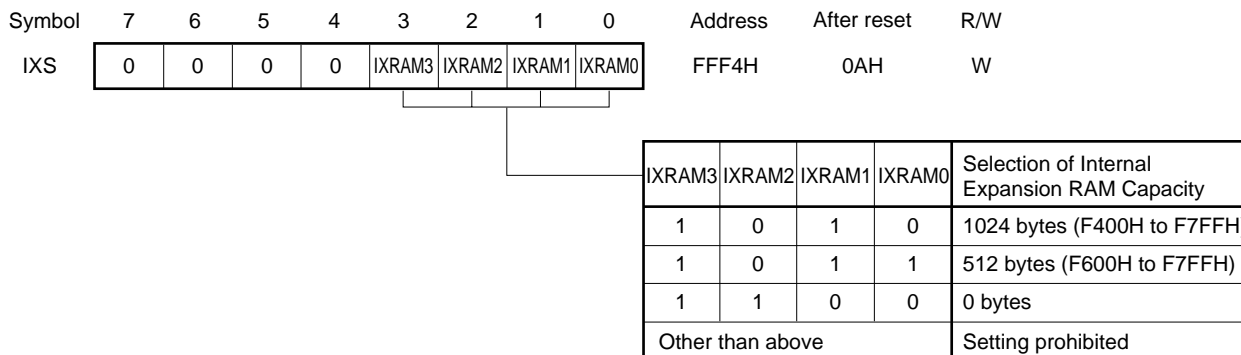 Symbol 7 6 5 4 3 2 1 0 Address After reset R/W
IXS 0 0 0 0 IXRAM3 IXRAM2 IXRAM1 IXRAM0 FFF4H 0AH W
IXRAM3 IXRAM2 IXRAM1 IXRAM0 Selection of Internal
Expansion RAM Capacity
1 0 1 0 1024 bytes (F400H to F7FFH
1 0 1 1 512 bytes (F600H to F7FFH)
1 1 0 0 0 bytes
Other than above Setting prohibited